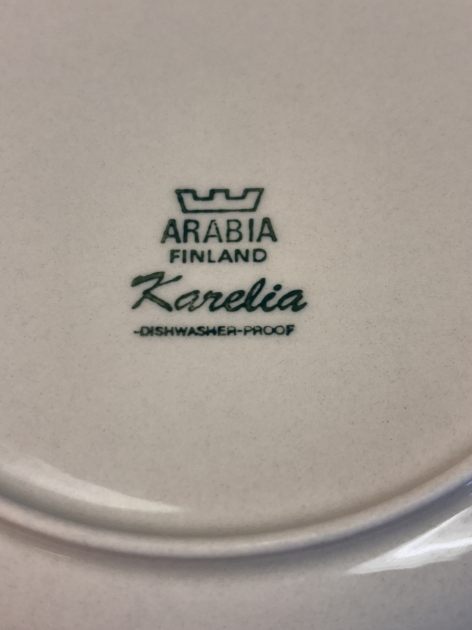 ARABIA
FINLAND
Karelia
-DISHWASHER-PROOF